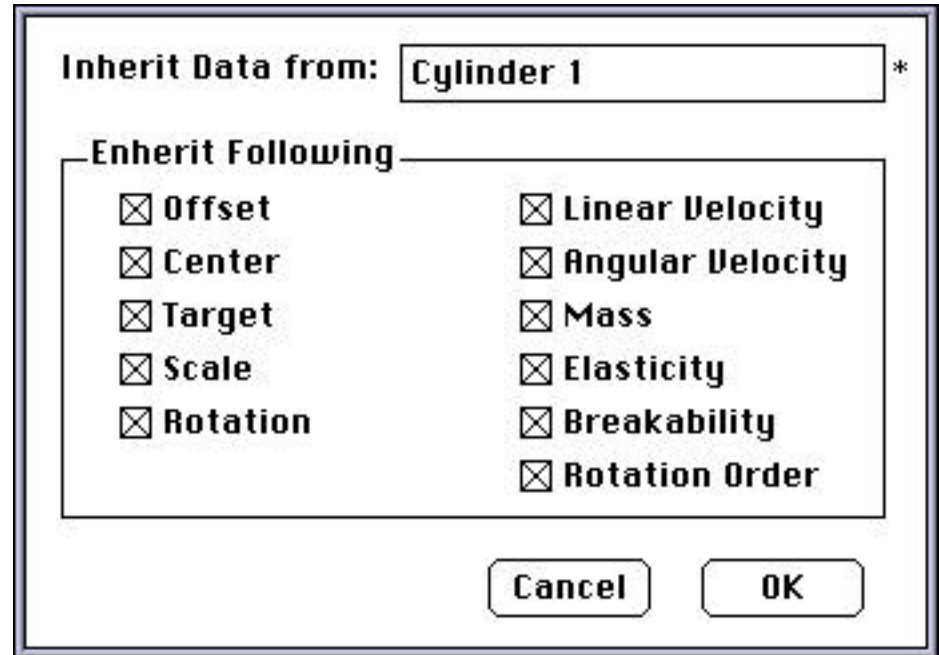 Inherit Data from: Cylinder 1 *
Enherit Following
Offset
Center
Target
Scale
Rotation
Linear Velocity
Angular Velocity
Mass
Elasticity
Breakability
Rotation Order
Cancel OK